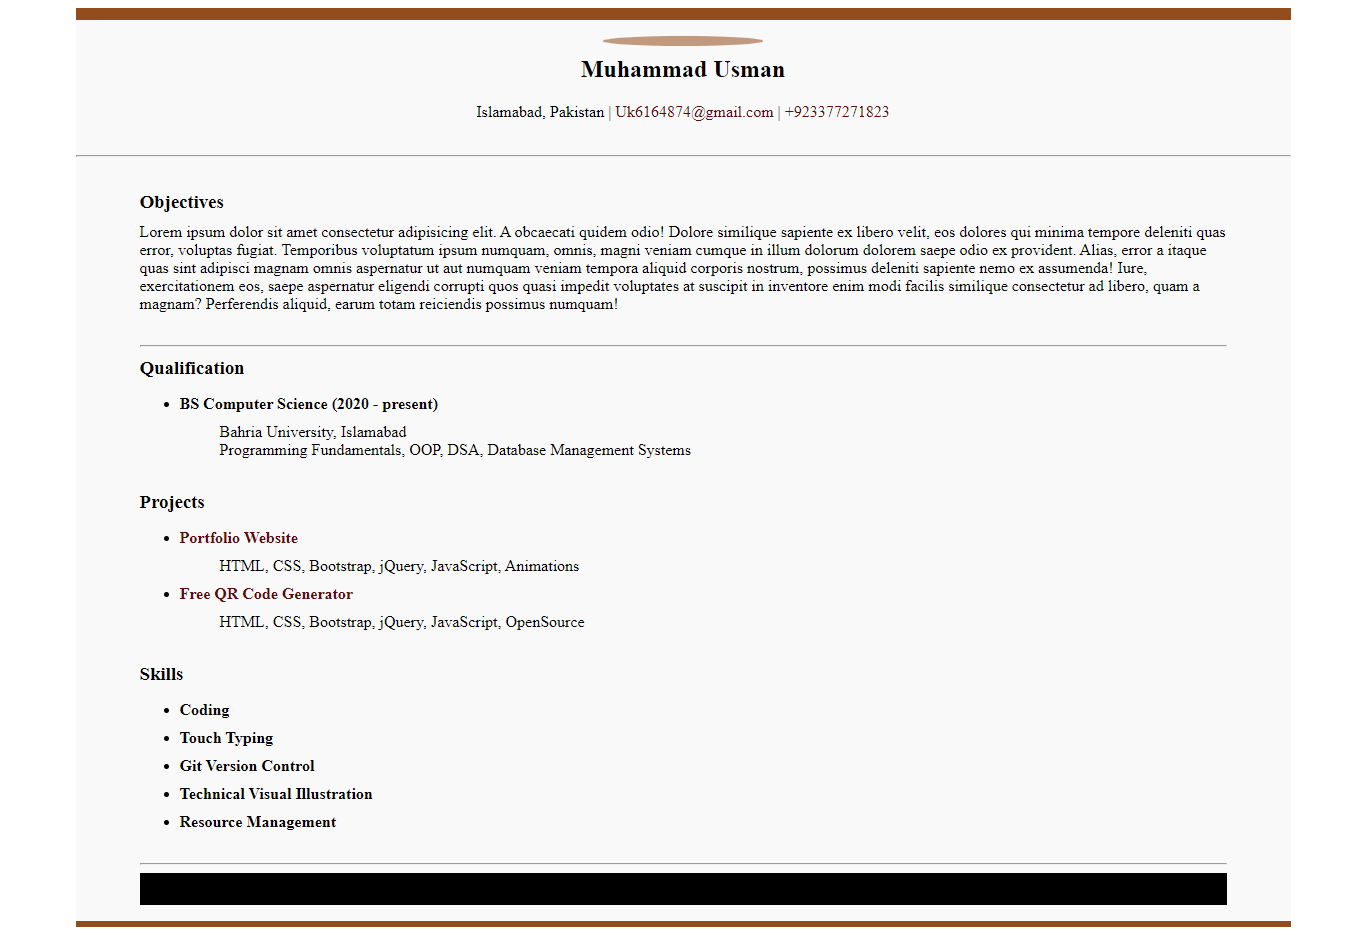 Muhammad Usman
Islamabad, Pakistan | Uk6164874@gmail.com | +923377271823
Objectives
Lorem ipsum dolor sit amet consectetur adipisicing elit. A obcaecati quidem odio! Dolore similique sapiente ex libero velit, eos dolores qui minima tempore deleniti quas
error, voluptas fugiat. Temporibus voluptatum ipsum numquam, omnis, magni veniam cumque in illum dolorum dolorem saepe odio ex provident. Alias, error a itaque
quas sint adipisci magnam omnis aspernatur ut aut numquam veniam tempora aliquid corporis nostrum, possimus deleniti sapiente nemo ex assumenda! Iure,
exercitationem eos, saepe aspernatur eligendi corrupti quos quasi impedit voluptates at suscipit in inventore enim modi facilis similique consectetur ad libero, quam a
magnam? Perferendis aliquid, earum totam reiciendis possimus numquam!
Qualification
• BS Computer Science (2020 - present)
Bahria University, Islamabad
Programming Fundamentals, OOP, DSA, Database Management Systems
Projects
• Portfolio Website
HTML, CSS, Bootstrap, jQuery, JavaScript, Animations
• Free QR Code Generator
HTML, CSS, Bootstrap, jQuery, JavaScript, OpenSource
Skills
• Coding
• Touch Typing
• Git Version Control
• Technical Visual Illustration
• Resource Management